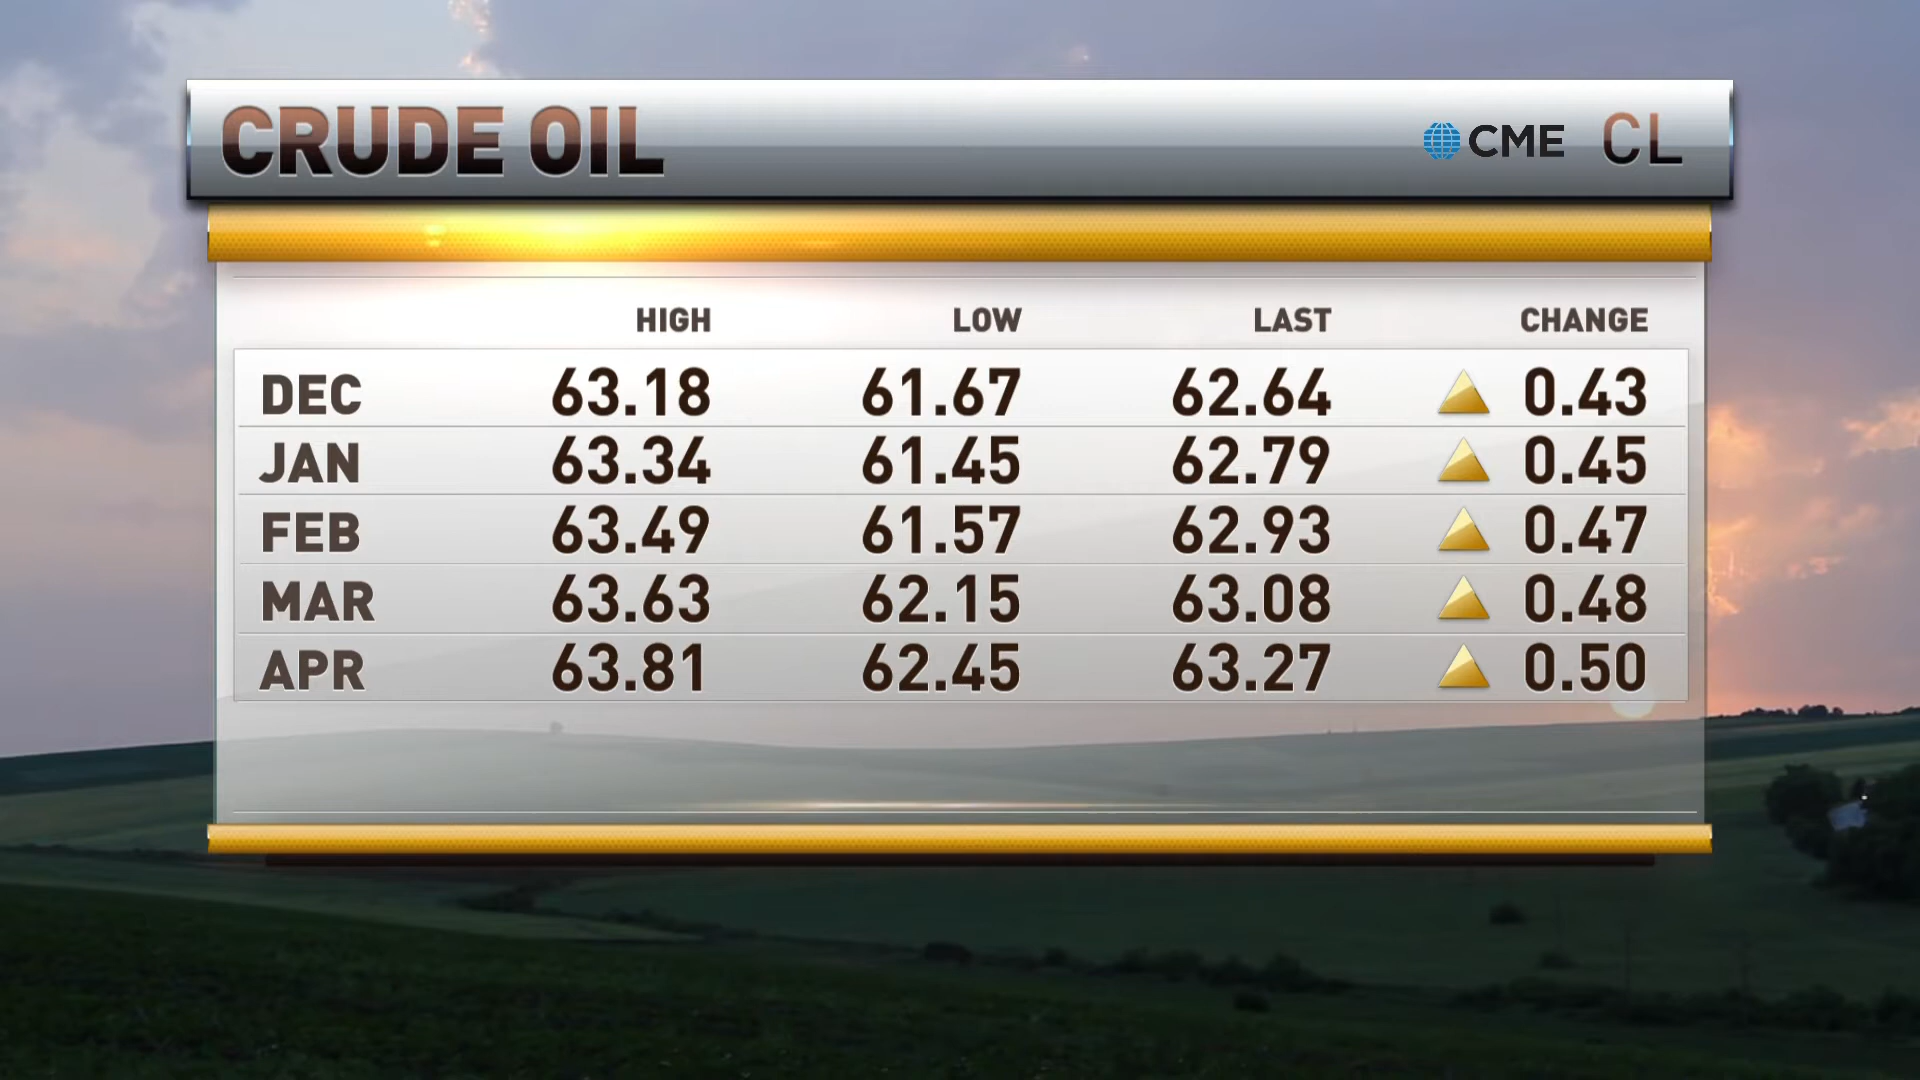 CRUDE OIL CME CL
HIGH LOW LAST CHANGE
DEC 63.18 61.67 62.64 0.43
JAN 63.34 61.45 62.79 0.45
FEB 63.49 61.57 62.93 0.47
MAR 63.63 62.15 63.08 0.48
APR 63.81 62.45 63.27 0.50